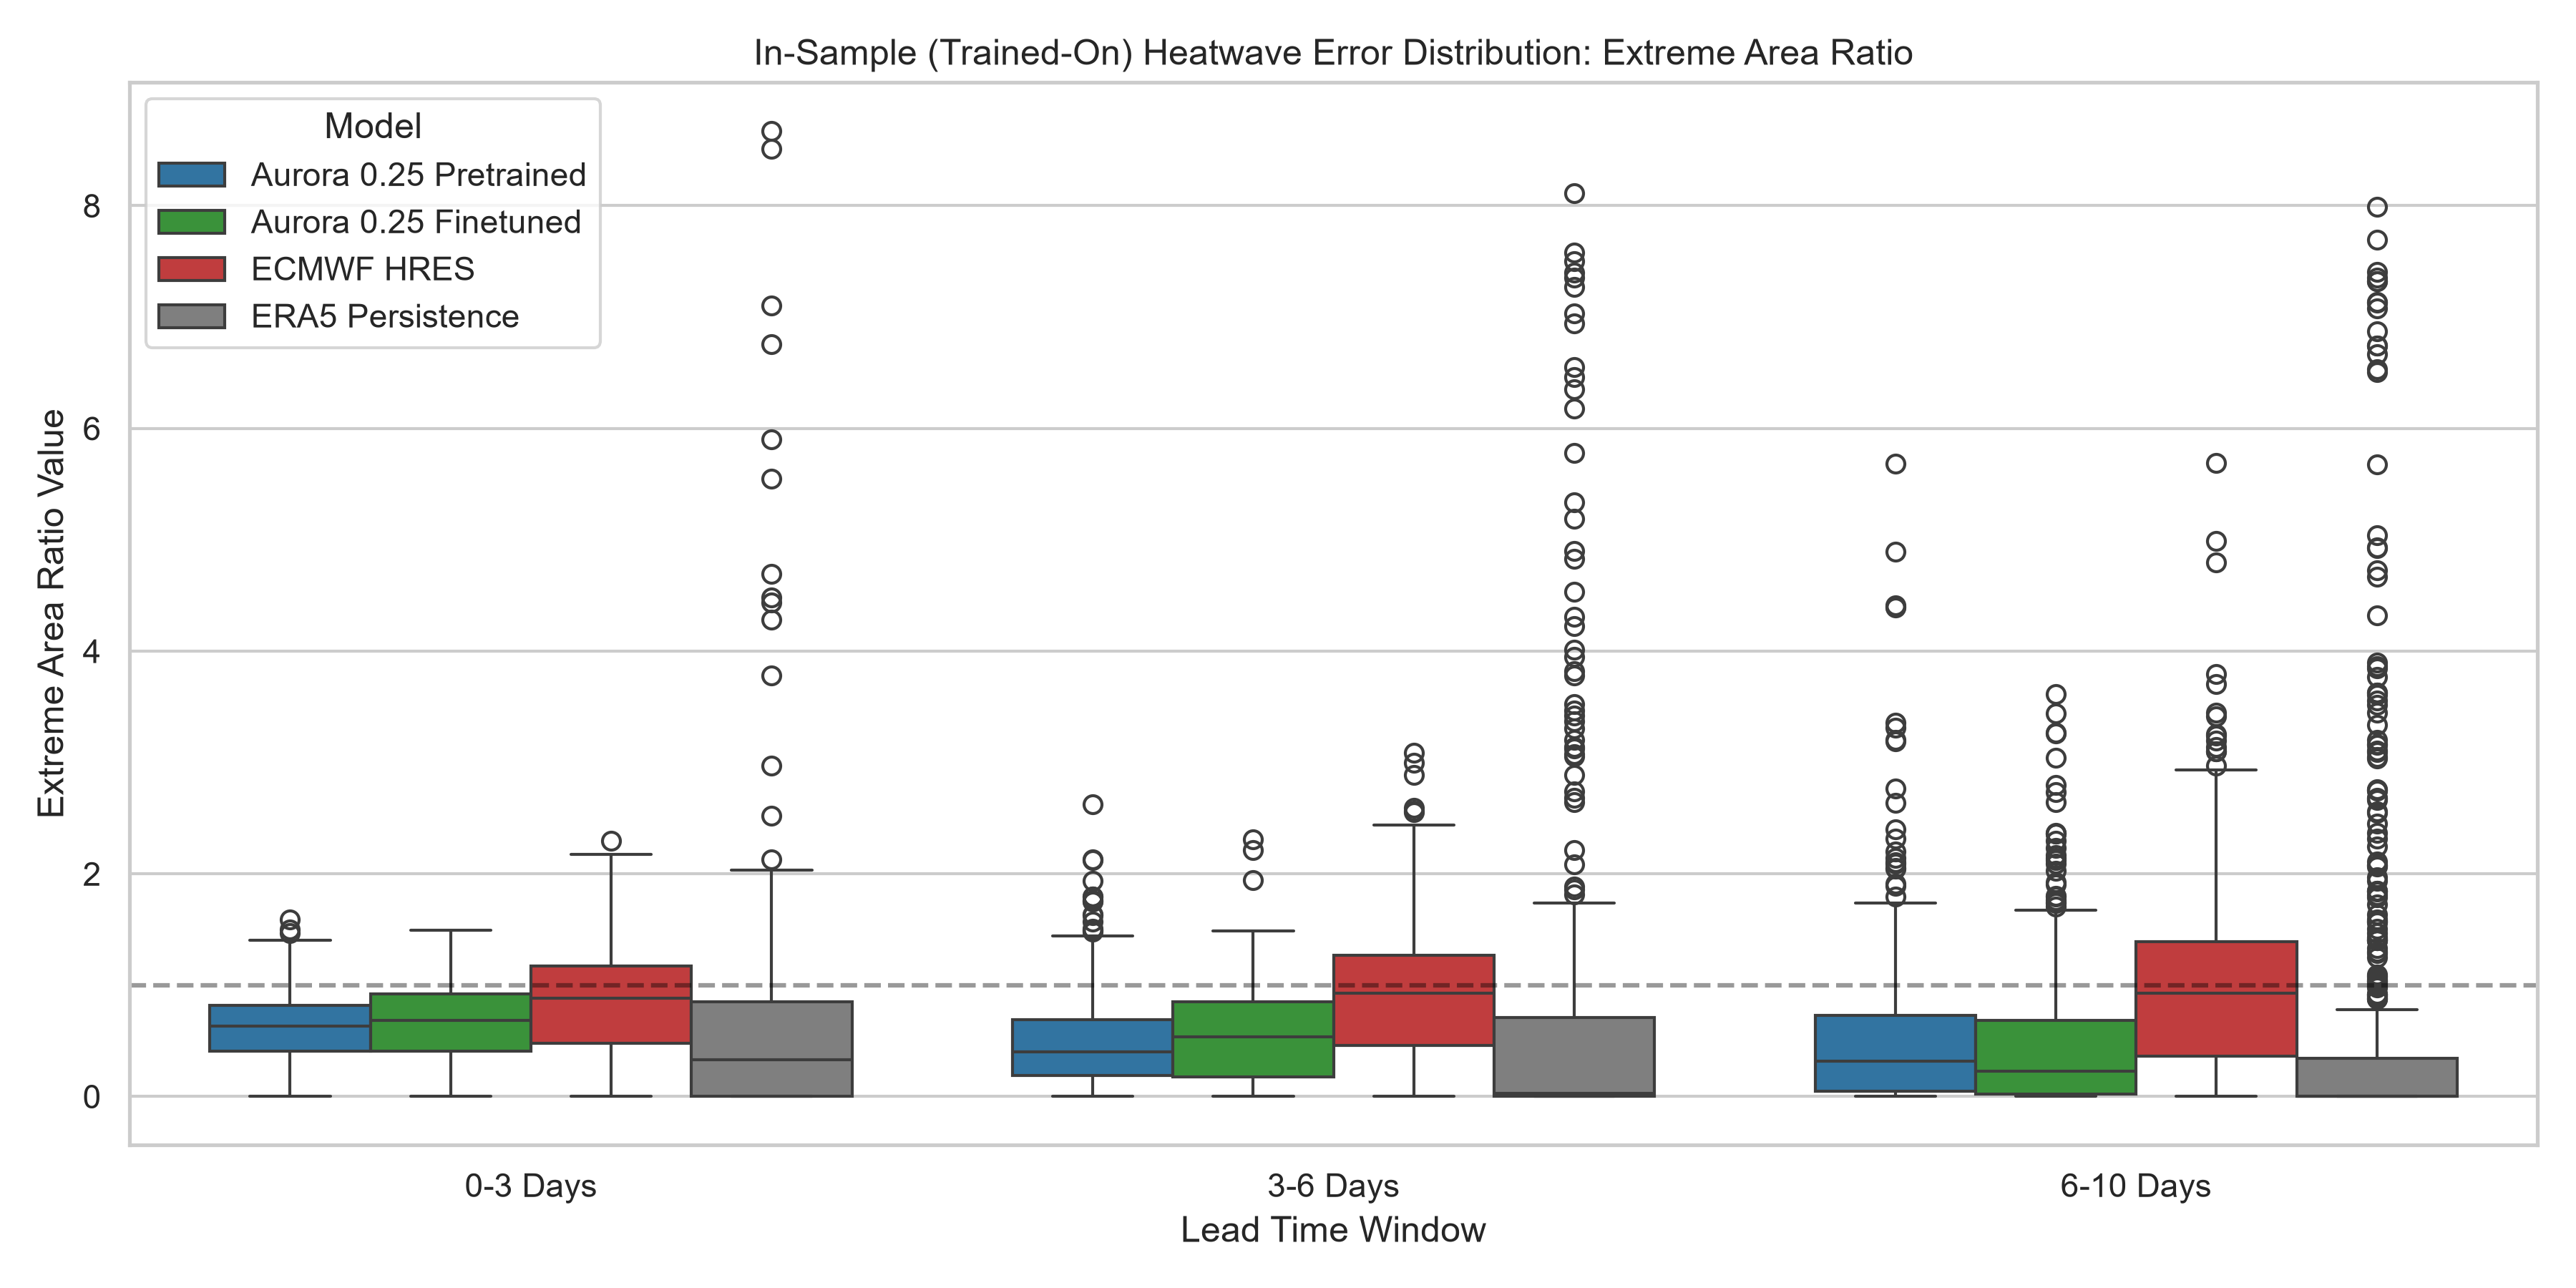 In-Sample (Trained-On) Heatwave Error Distribution: Extreme Area Ratio
Model
Aurora 0.25 Pretrained
Aurora 0.25 Finetuned
ECMWF HRES
ERA5 Persistence
Extreme Area Ratio Value
8
6
4
2
0
0-3 Days
3-6 Days
6-10 Days
Lead Time Window